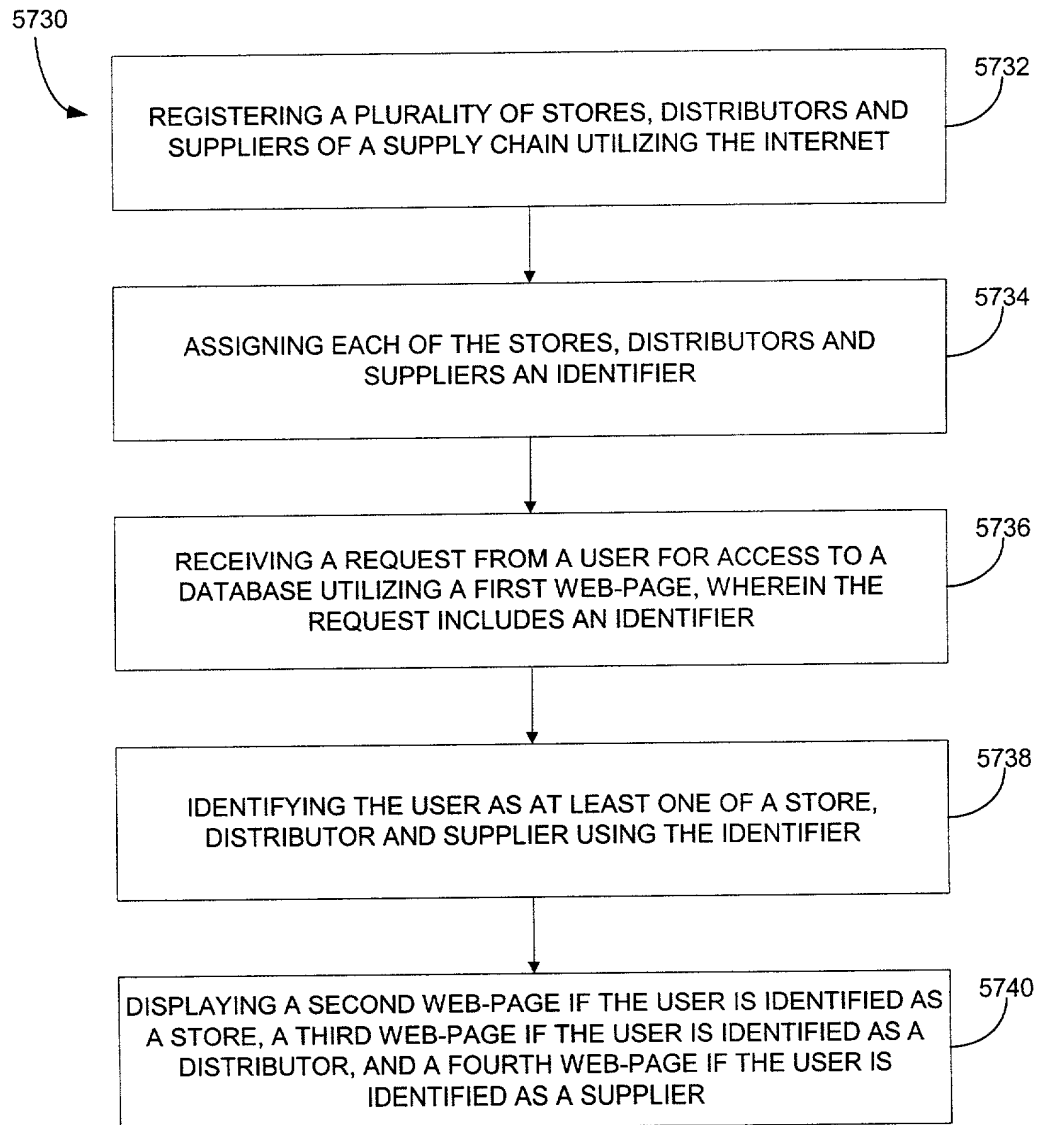 5730
5732
REGISTERING A PLURALITY OF STORES, DISTRIBUTORS AND
SUPPLIERS OF A SUPPLY CHAIN UTILIZING THE INTERNET
5734
ASSIGNING EACH OF THE STORES, DISTRIBUTORS AND
SUPPLIERS AN IDENTIFIER
5736
RECEIVING A REQUEST FROM A USER FOR ACCESS TO A
DATABASE UTILIZING A FIRST WEB-PAGE, WHEREIN THE
REQUEST INCLUDES AN IDENTIFIER
5738
IDENTIFYING THE USER AS AT LEAST ONE OF A STORE,
DISTRIBUTOR AND SUPPLIER USING THE IDENTIFIER
5740
DISPLAYING A SECOND WEB-PAGE IF THE USER IS IDENTIFIED AS
A STORE, A THIRD WEB-PAGE IF THE USER IS IDENTIFIED AS A
DISTRIBUTOR, AND A FOURTH WEB-PAGE IF THE USER IS
IDENTIFIED AS A SUPPLIER